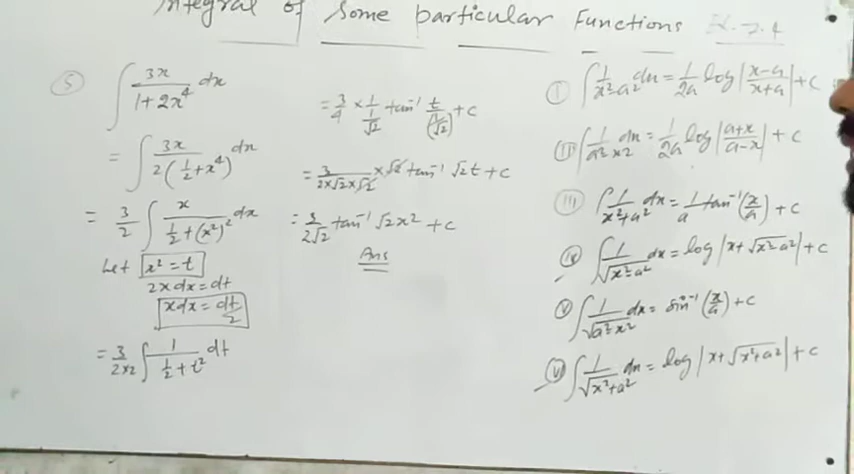 Integral of Some particular Functions Ex-7.4
(5) ∫ 3x/(1+2x⁴) dx
= ∫ 3x/(2(1/2+x⁴)) dx
= 3/2 ∫ x/(1/2+(x²)²) dx
Let x² = t
2x dx = dt
x dx = dt/2
= 3/(2×2) ∫ 1/(1/2+t²) dt
= 3/4 × 1/(1/√2) tan⁻¹ t/(1/√2) + c
= 3/(2×√2×√2) × √2 tan⁻¹ √2 t + c
= 3/(2√2) tan⁻¹ √2 x² + c
Ans
(I) ∫ 1/(x²-a²) dx = 1/2a log |(x-a)/(x+a)| + c
(II) ∫ 1/(a²-x²) dx = 1/2a log |(a+x)/(a-x)| + c
(III) ∫ 1/(x²+a²) dx = 1/a tan⁻¹ (x/a) + c
(IV) ∫ 1/√(x²-a²) dx = log |x+√(x²-a²)| + c
(V) ∫ 1/√(a²-x²) dx = sin⁻¹ (x/a) + c
(VI) ∫ 1/√(x²+a²) dx = log |x+√(x²+a²)| + c